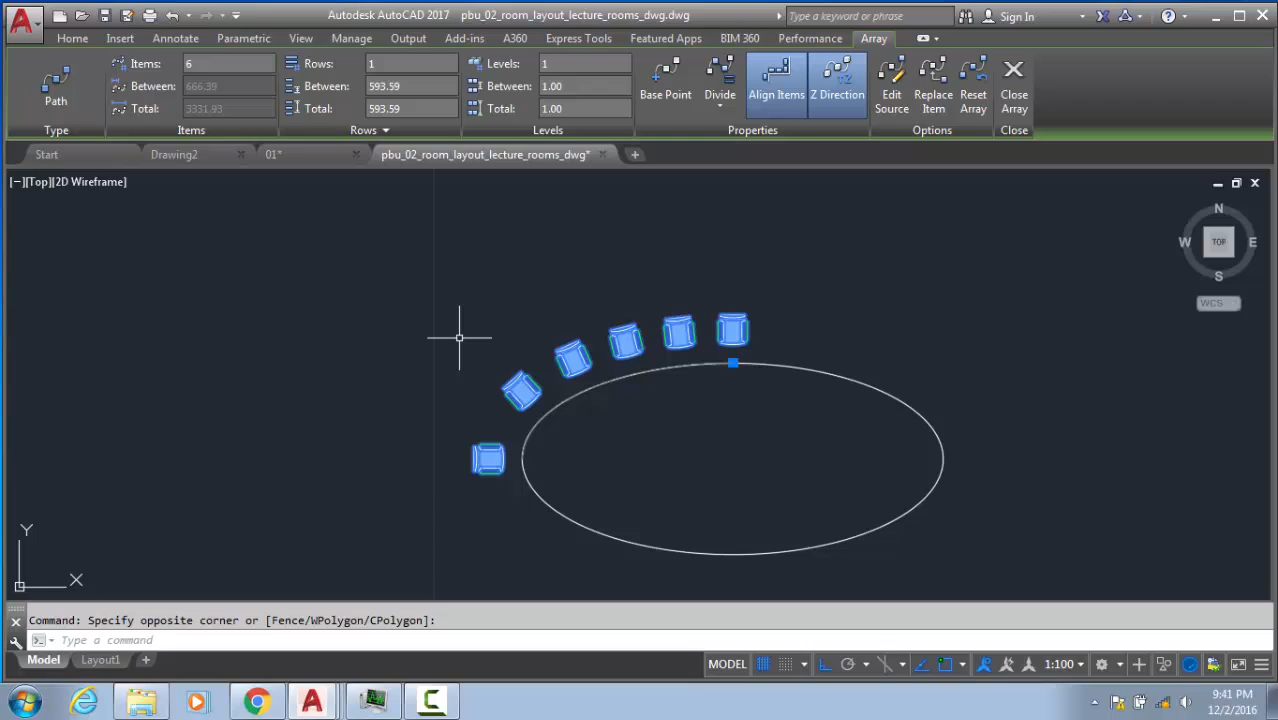 Autodesk AutoCAD 2017 pbu_02_room_layout_lecture_rooms_dwg.dwg
Type a keyword or phrase
Sign In
Home Insert Annotate Parametric View Manage Output Add-ins A360 Express Tools Featured Apps BIM 360 Performance Array
Items: 6 Rows: 1 Levels: 1
Between: 666.39 Between: 593.59 Between: 1.00
Total: 3331.93 Total: 593.59 Total: 1.00
Path
Base Point Divide Align Items Z Direction Edit Source Replace Item Reset Array Close Array
Type Items Rows Levels Properties Options Close
Start Drawing2 01* pbu_02_room_layout_lecture_rooms_dwg*
[−][Top][2D Wireframe]
N
W TOP E
S
WCS
Y
X
Command: Specify opposite corner or [Fence/WPolygon/CPolygon]:
Type a command
Model Layout1
MODEL 1:100
9:41 PM
12/2/2016